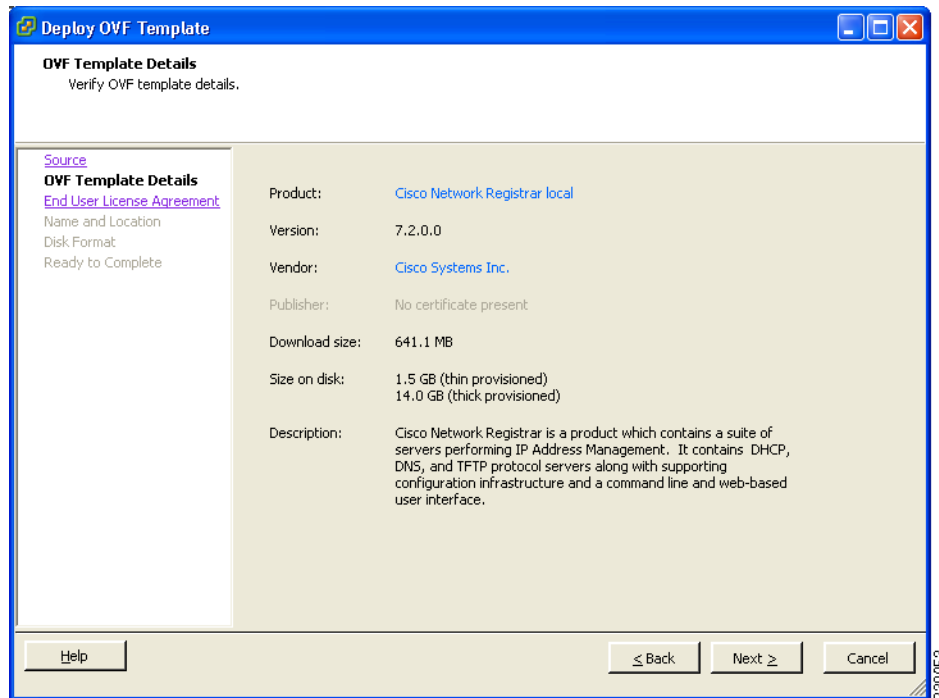 Deploy OVF Template
OVF Template Details
Verify OVF template details.
Source
OVF Template Details
End User License Agreement
Name and Location
Disk Format
Ready to Complete
Product: Cisco Network Registrar local
Version: 7.2.0.0
Vendor: Cisco Systems Inc.
Publisher: No certificate present
Download size: 641.1 MB
Size on disk: 1.5 GB (thin provisioned)
14.0 GB (thick provisioned)
Description: Cisco Network Registrar is a product which contains a suite of
servers performing IP Address Management.  It contains  DHCP,
DNS, and TFTP protocol servers along with supporting
configuration infrastructure and a command line and web-based
user interface.
Help
< Back
Next >
Cancel